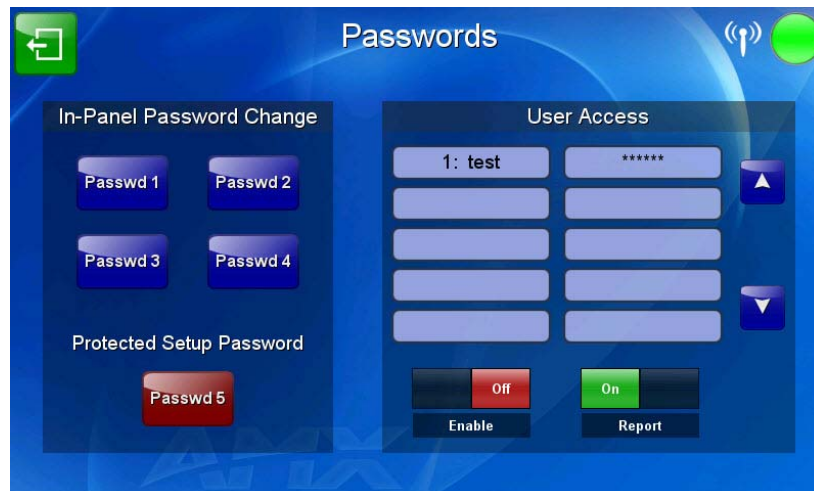 Passwords
In-Panel Password Change
Passwd 1 Passwd 2
Passwd 3 Passwd 4
Protected Setup Password
Passwd 5
User Access
1: test ******
Off On
Enable Report
AMX